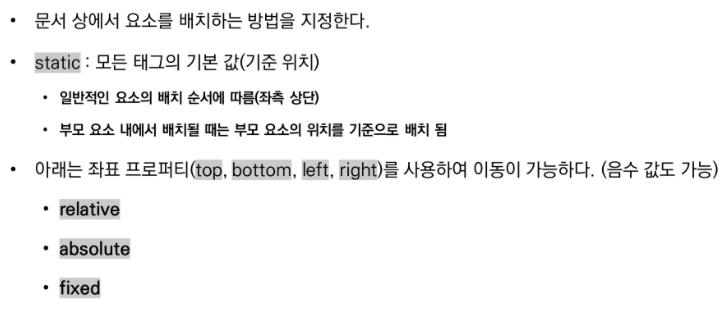 • 문서 상에서 요소를 배치하는 방법을 지정한다.
• static : 모든 태그의 기본 값(기준 위치)
• 일반적인 요소의 배치 순서에 따름(좌측 상단)
• 부모 요소 내에서 배치될 때는 부모 요소의 위치를 기준으로 배치 됨
• 아래는 좌표 프로퍼티(top, bottom, left, right)를 사용하여 이동이 가능하다. (음수 값도 가능)
• relative
• absolute
• fixed